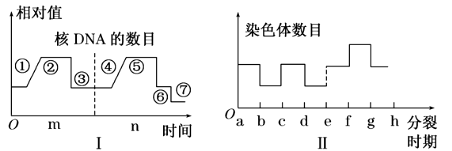 相对值
核DNA的数目
① ② ③ ④ ⑤ ⑥ ⑦
O m n 时间
Ⅰ
染色体数目
O
a b c d e f g h 分裂
时期
Ⅱ